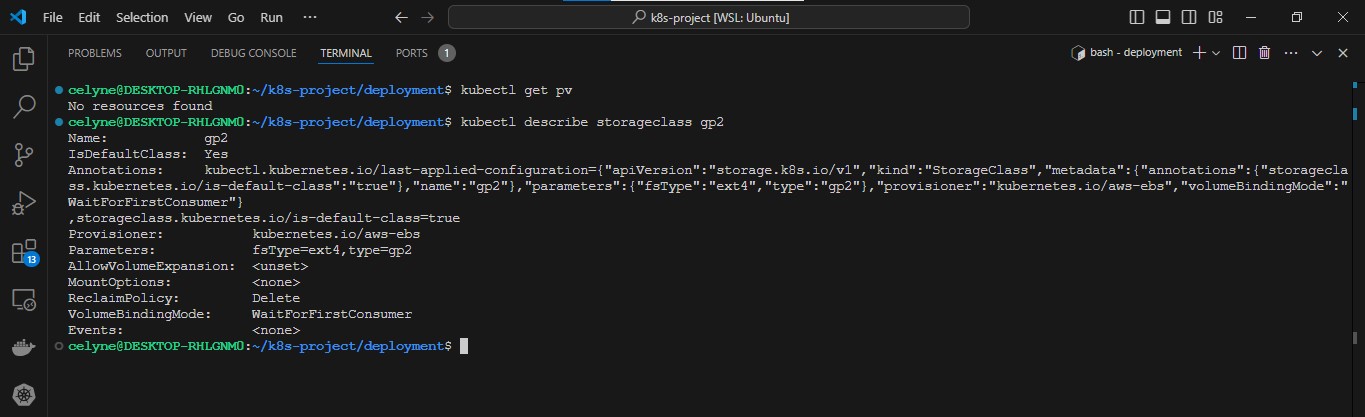 File Edit Selection View Go Run ··· k8s-project [WSL: Ubuntu]
PROBLEMS OUTPUT DEBUG CONSOLE TERMINAL PORTS 1 bash - deployment
celyne@DESKTOP-RHLGNM0:~/k8s-project/deployment$ kubectl get pv
No resources found
celyne@DESKTOP-RHLGNM0:~/k8s-project/deployment$ kubectl describe storageclass gp2
Name: gp2
IsDefaultClass: Yes
Annotations: kubectl.kubernetes.io/last-applied-configuration={"apiVersion":"storage.k8s.io/v1","kind":"StorageClass","metadata":{"annotations":{"storagecla
ss.kubernetes.io/is-default-class":"true"},"name":"gp2"},"parameters":{"fsType":"ext4","type":"gp2"},"provisioner":"kubernetes.io/aws-ebs","volumeBindingMode":"
WaitForFirstConsumer"}
,storageclass.kubernetes.io/is-default-class=true
Provisioner: kubernetes.io/aws-ebs
Parameters: fsType=ext4,type=gp2
AllowVolumeExpansion: <unset>
MountOptions: <none>
ReclaimPolicy: Delete
VolumeBindingMode: WaitForFirstConsumer
Events: <none>
celyne@DESKTOP-RHLGNM0:~/k8s-project/deployment$
13